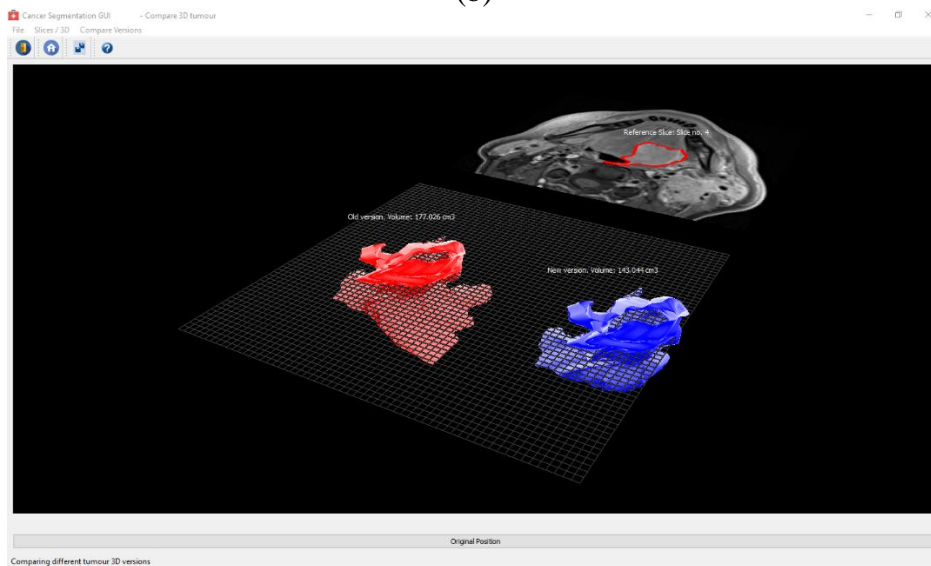 Cancer Segmentation GUI - Compare 3D tumour
File Slices / 3D Compare Versions
Reference Slice: Slice no. 4
Old version. Volume: 177.026 cm3
New version. Volume: 143.044 cm3
Original Position
Comparing different tumour 3D versions